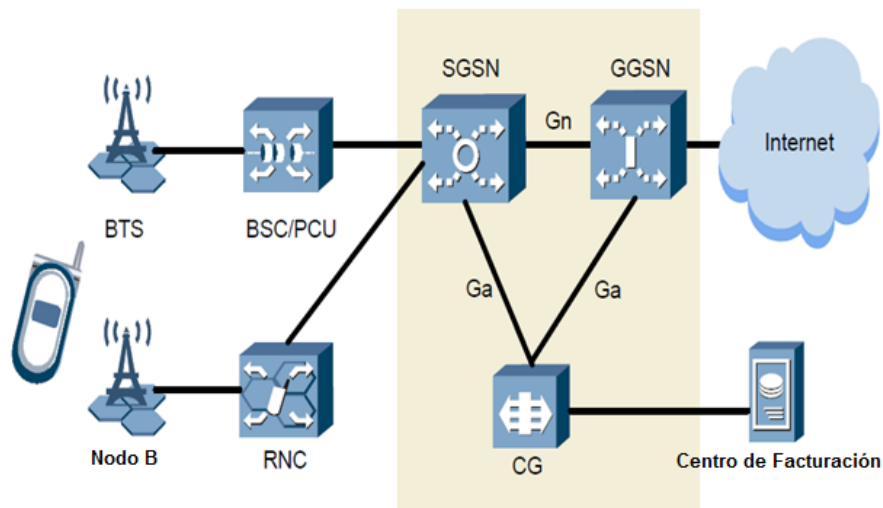 SGSN
GGSN
Gn
Internet
BTS
BSC/PCU
Ga
Ga
Nodo B
RNC
CG
Centro de Facturación